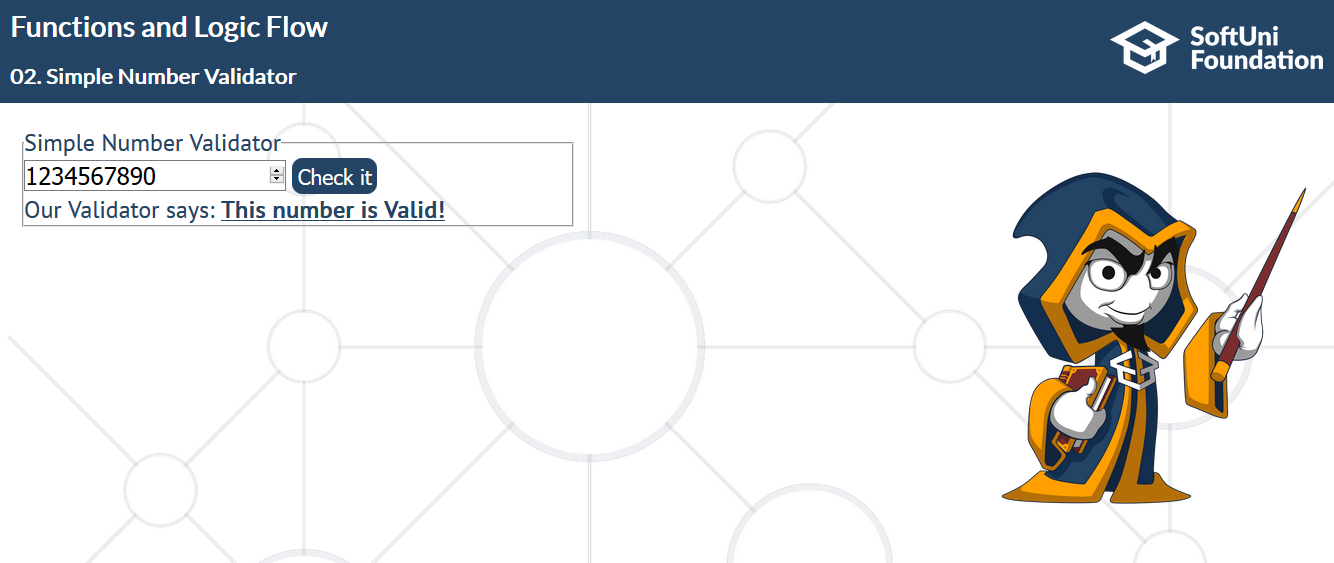 Functions and Logic Flow
SoftUni
Foundation
02. Simple Number Validator
Simple Number Validator
1234567890
Check it
Our Validator says: This number is Valid!